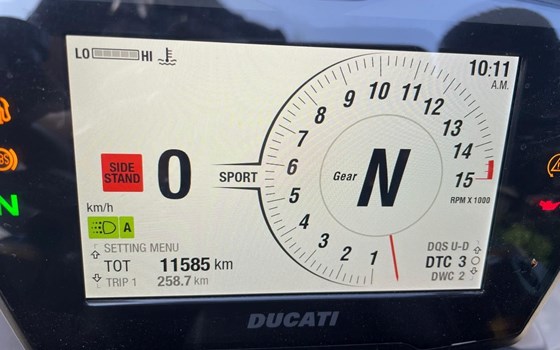 LO HI
10:11
A.M.
SIDE
STAND
0
km/h
A
SPORT
Gear N
1
2
3
4
5
6
7
8
9
10
11
12
13
14
15
RPM X 1000
SETTING MENU
TOT 11585 km
TRIP 1 258.7 km
DQS U-D
DTC 3
DWC 2
ABS
N
DUCATI